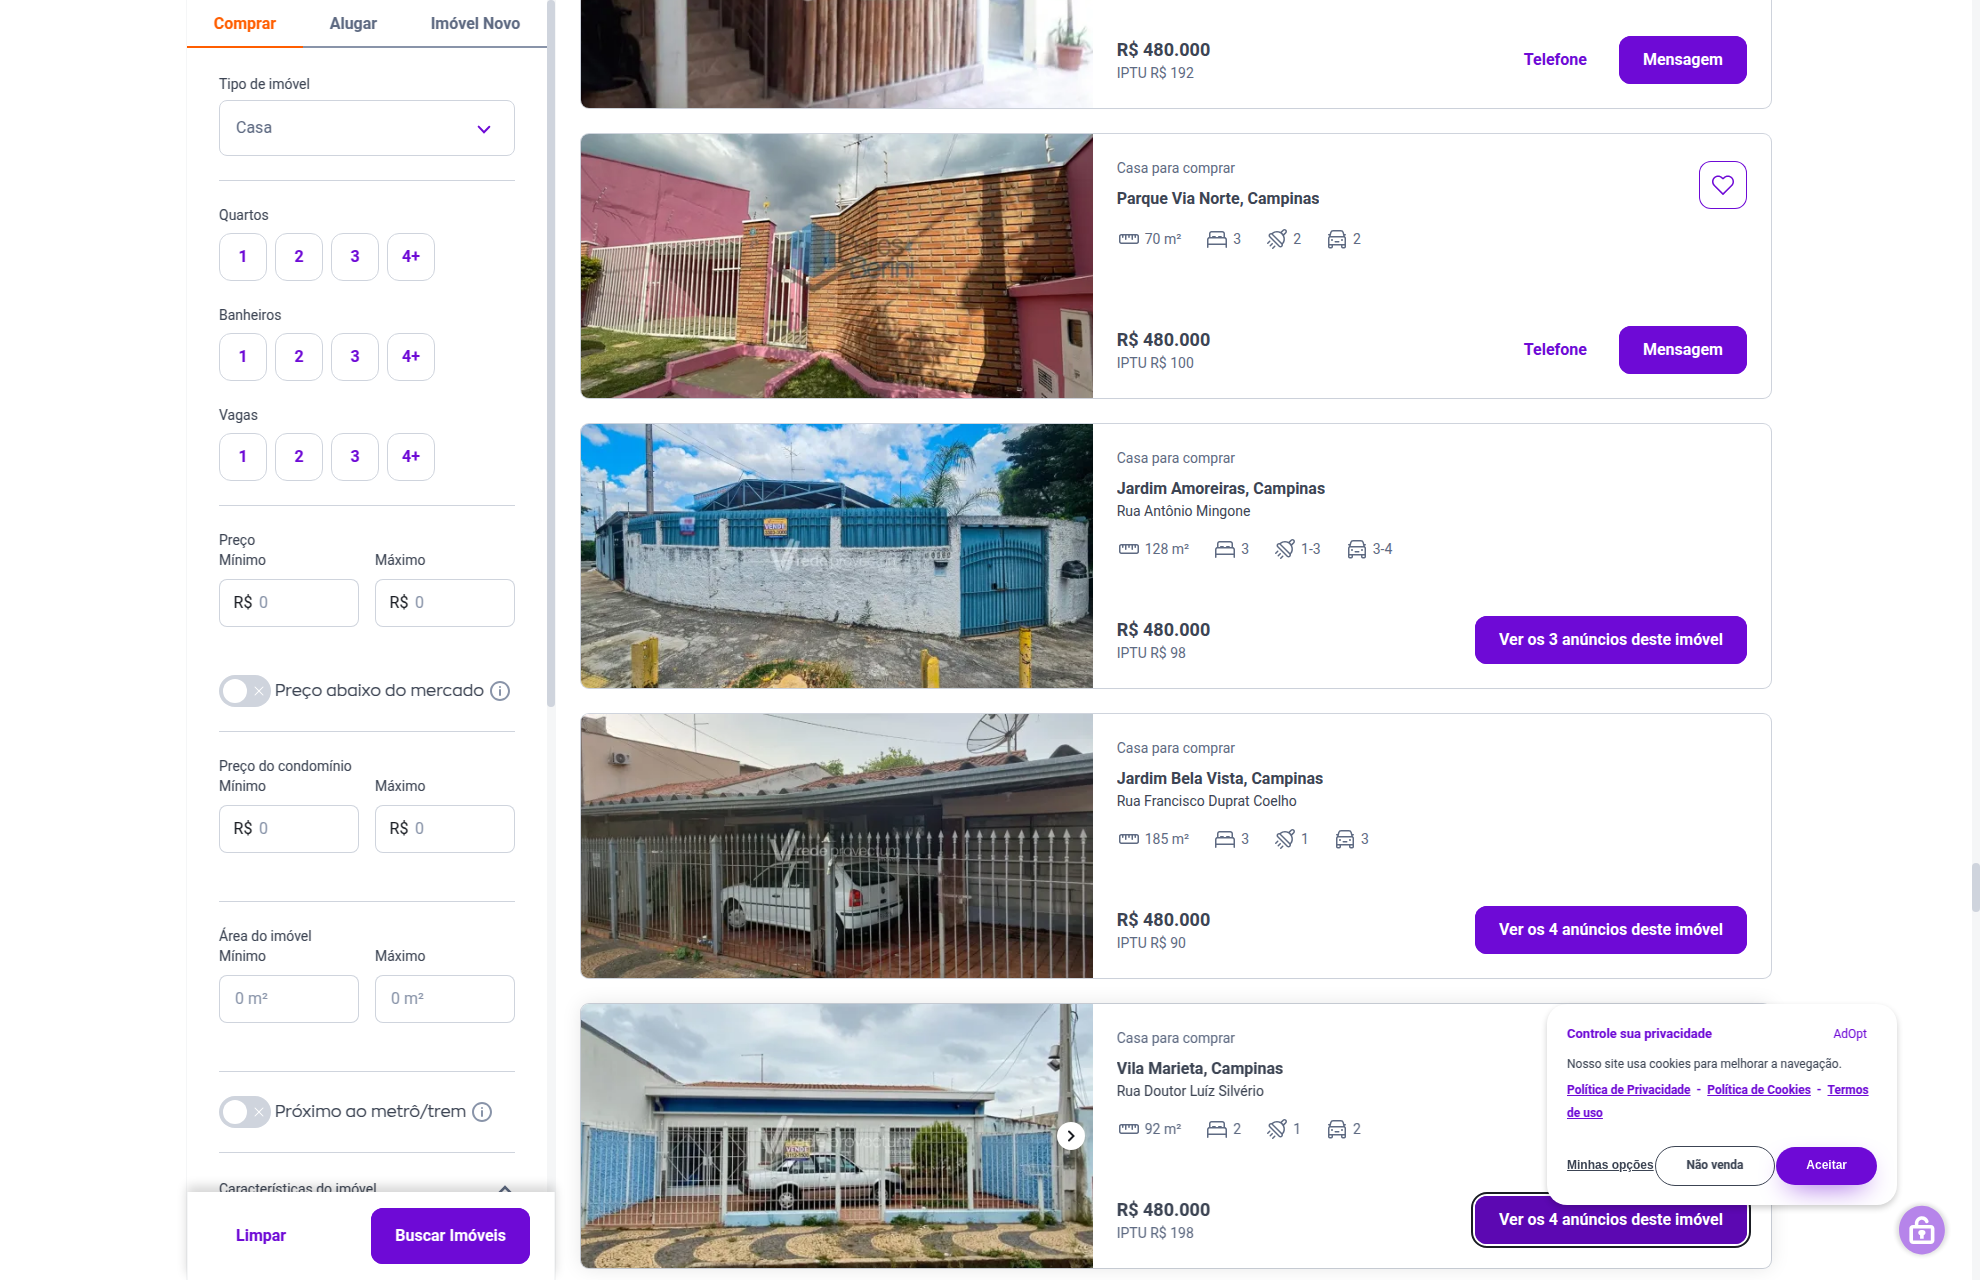 Comprar Alugar Imóvel Novo
Tipo de imóvel
Casa
Quartos
1 2 3 4+
Banheiros
1 2 3 4+
Vagas
1 2 3 4+
Preço
Mínimo Máximo
R$ 0 R$ 0
Preço abaixo do mercado
Preço do condomínio
Mínimo Máximo
R$ 0 R$ 0
Área do imóvel
Mínimo Máximo
0 m² 0 m²
Próximo ao metrô/trem
Características do imóvel
Limpar Buscar Imóveis
R$ 480.000
IPTU R$ 192
Telefone Mensagem
Casa para comprar
Parque Via Norte, Campinas
70 m² 3 2 2
R$ 480.000
IPTU R$ 100
Telefone Mensagem
Casa para comprar
Jardim Amoreiras, Campinas
Rua Antônio Mingone
128 m² 3 1-3 3-4
R$ 480.000
IPTU R$ 98
Ver os 3 anúncios deste imóvel
VENDE
rede provectum
Casa para comprar
Jardim Bela Vista, Campinas
Rua Francisco Duprat Coelho
185 m² 3 1 3
R$ 480.000
IPTU R$ 90
Ver os 4 anúncios deste imóvel
rede provectum
Casa para comprar
Vila Marieta, Campinas
Rua Doutor Luíz Silvério
92 m² 2 1 2
R$ 480.000
IPTU R$ 198
Ver os 4 anúncios deste imóvel
VENDE
Controle sua privacidade AdOpt
Nosso site usa cookies para melhorar a navegação.
Política de Privacidade - Política de Cookies - Termos
de uso
Minhas opções Não venda Aceitar